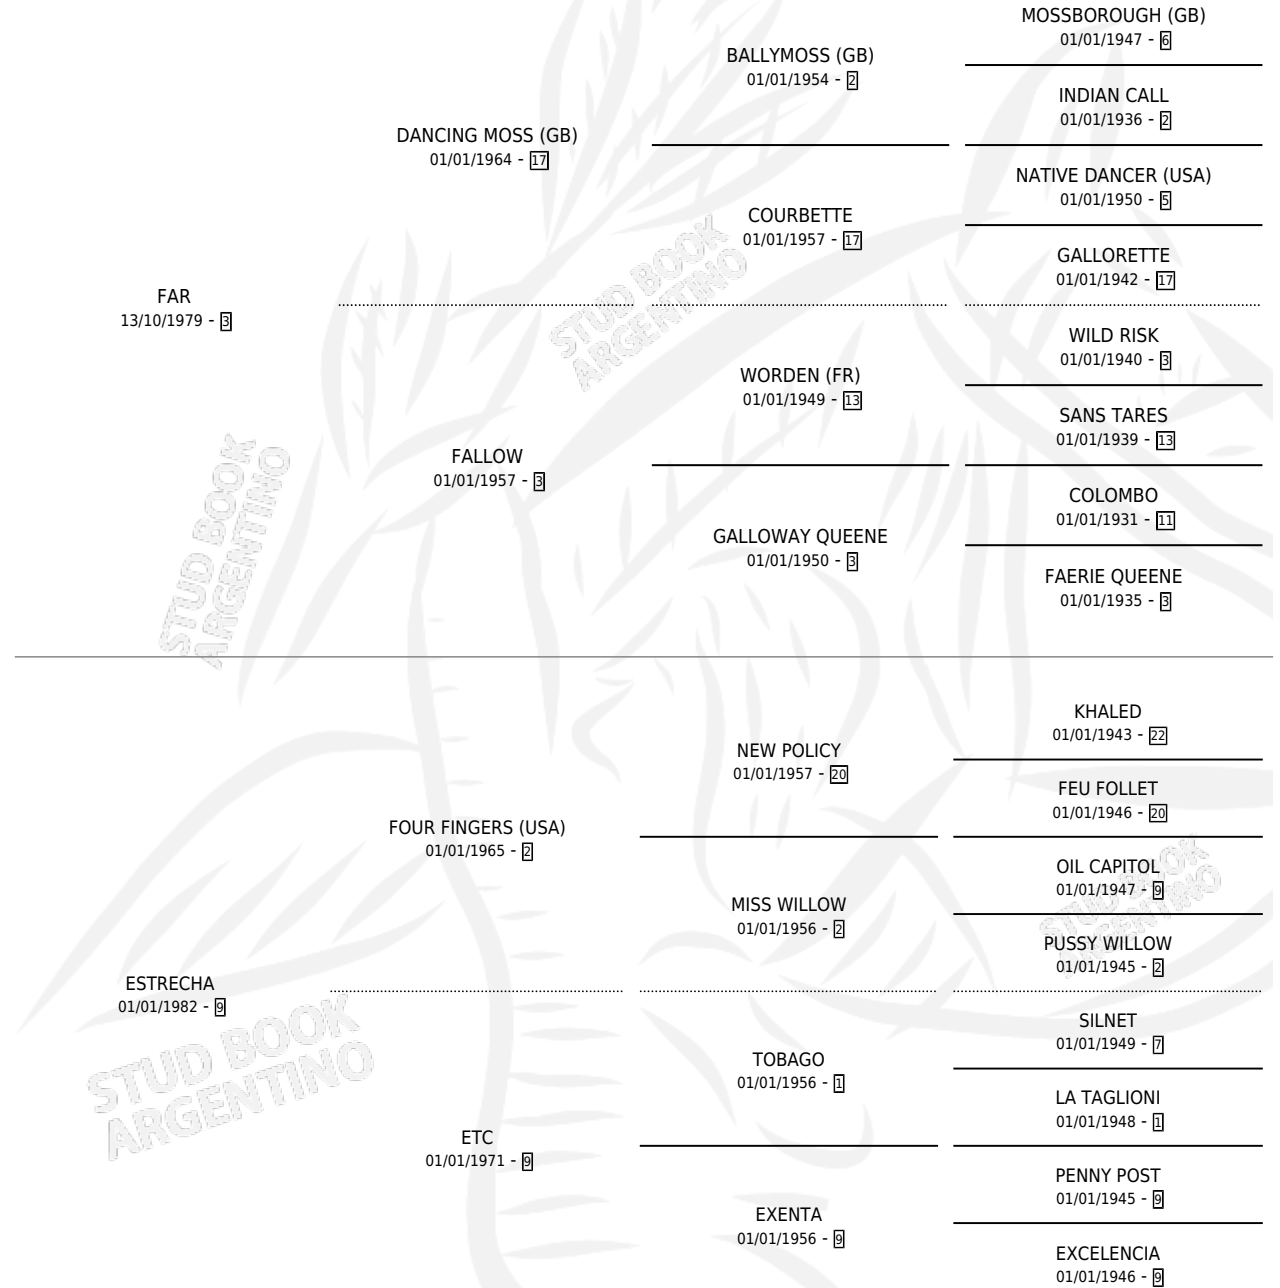 MOSSBOROUGH (GB)
01/01/1947 - 6
BALLYMOSS (GB)
01/01/1954 - 2
INDIAN CALL
01/01/1936 - 2
DANCING MOSS (GB)
01/01/1964 - 17
NATIVE DANCER (USA)
01/01/1950 - 5
COURBETTE
01/01/1957 - 17
GALLORETTE
01/01/1942 - 17
FAR
13/10/1979 - 3
WILD RISK
01/01/1940 - 3
WORDEN (FR)
01/01/1949 - 13
SANS TARES
01/01/1939 - 13
FALLOW
01/01/1957 - 3
COLOMBO
01/01/1931 - 11
GALLOWAY QUEENE
01/01/1950 - 3
FAERIE QUEENE
01/01/1935 - 3
KHALED
01/01/1943 - 22
NEW POLICY
01/01/1957 - 20
FEU FOLLET
01/01/1946 - 20
FOUR FINGERS (USA)
01/01/1965 - 2
OIL CAPITOL
01/01/1947 - 9
MISS WILLOW
01/01/1956 - 2
PUSSY WILLOW
01/01/1945 - 2
ESTRECHA
01/01/1982 - 9
SILNET
01/01/1949 - 7
TOBAGO
01/01/1956 - 1
LA TAGLIONI
01/01/1948 - 1
ETC
01/01/1971 - 9
PENNY POST
01/01/1945 - 9
EXENTA
01/01/1956 - 9
EXCELENCIA
01/01/1946 - 9
STUD BOOK
ARGENTINO
STUD BOOK
ARGENTINO
STUD BOOK
ARGENTINO
STUD BOOK
ARGENTINO